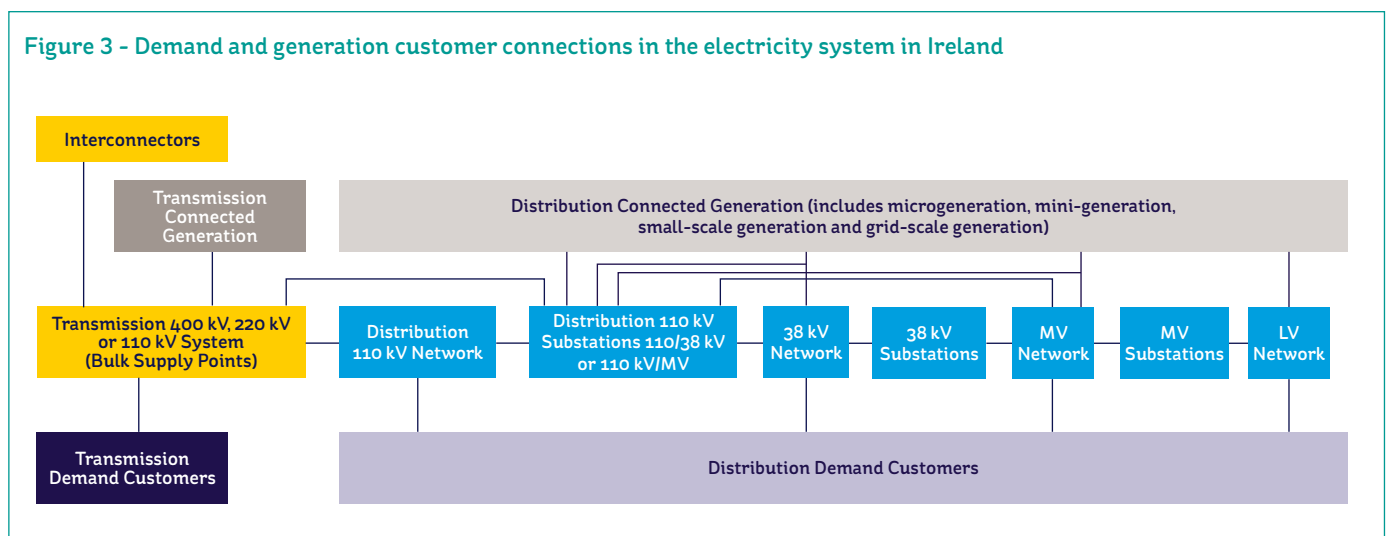 Figure 3 - Demand and generation customer connections in the electricity system in Ireland
Interconnectors
Transmission
Connected
Generation
Distribution Connected Generation (includes microgeneration, mini-generation,
small-scale generation and grid-scale generation)
Transmission 400 kV, 220 kV
or 110 kV System
(Bulk Supply Points)
Distribution
110 kV Network
Distribution 110 kV
Substations 110/38 kV
or 110 kV/MV
38 kV
Network
38 kV
Substations
MV
Network
MV
Substations
LV
Network
Transmission
Demand Customers
Distribution Demand Customers